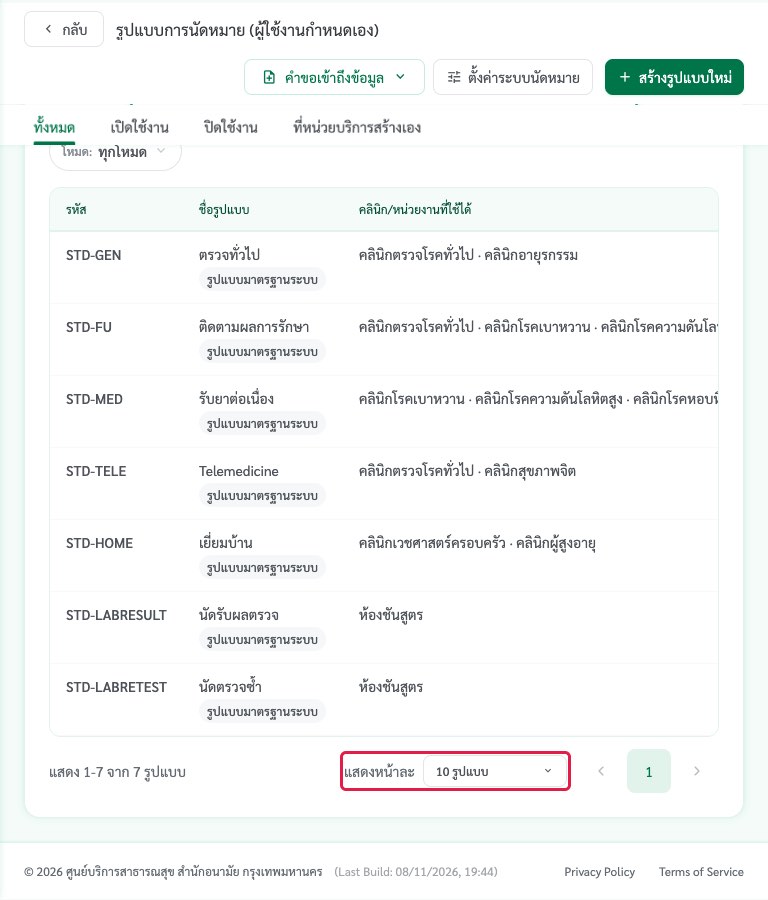 กลับ
รูปแบบการนัดหมาย (ผู้ใช้งานกำหนดเอง)
คำขอเข้าถึงข้อมูล
ตั้งค่าระบบนัดหมาย
สร้างรูปแบบใหม่
ทั้งหมด เปิดใช้งาน ปิดใช้งาน ที่หน่วยบริการสร้างเอง
โหมด: ทุกโหมด
รหัส ชื่อรูปแบบ คลินิก/หน่วยงานที่ใช้ได้
STD-GEN ตรวจทั่วไป คลินิกตรวจโรคทั่วไป · คลินิกอายุรกรรม
รูปแบบมาตรฐานระบบ
STD-FU ติดตามผลการรักษา คลินิกตรวจโรคทั่วไป · คลินิกโรคเบาหวาน · คลินิกโรคความดันโล
รูปแบบมาตรฐานระบบ
STD-MED รับยาต่อเนื่อง คลินิกโรคเบาหวาน · คลินิกโรคความดันโลหิตสูง · คลินิกโรคหอบ
รูปแบบมาตรฐานระบบ
STD-TELE Telemedicine คลินิกตรวจโรคทั่วไป · คลินิกสุขภาพจิต
รูปแบบมาตรฐานระบบ
STD-HOME เยี่ยมบ้าน คลินิกเวชศาสตร์ครอบครัว · คลินิกผู้สูงอายุ
รูปแบบมาตรฐานระบบ
STD-LABRESULT นัดรับผลตรวจ ห้องชันสูตร
รูปแบบมาตรฐานระบบ
STD-LABRETEST นัดตรวจซ้ำ ห้องชันสูตร
รูปแบบมาตรฐานระบบ
แสดง 1-7 จาก 7 รูปแบบ แสดงหน้าละ 10 รูปแบบ 1
© 2026 ศูนย์บริการสาธารณสุข สำนักอนามัย กรุงเทพมหานคร (Last Build: 08/11/2026, 19:44) Privacy Policy Terms of Service